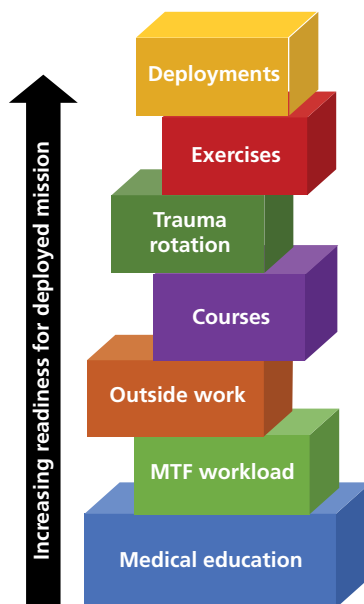 Deployments
Exercises
Trauma
rotation
Courses
Outside work
MTF workload
Medical education
Increasing readiness for deployed mission